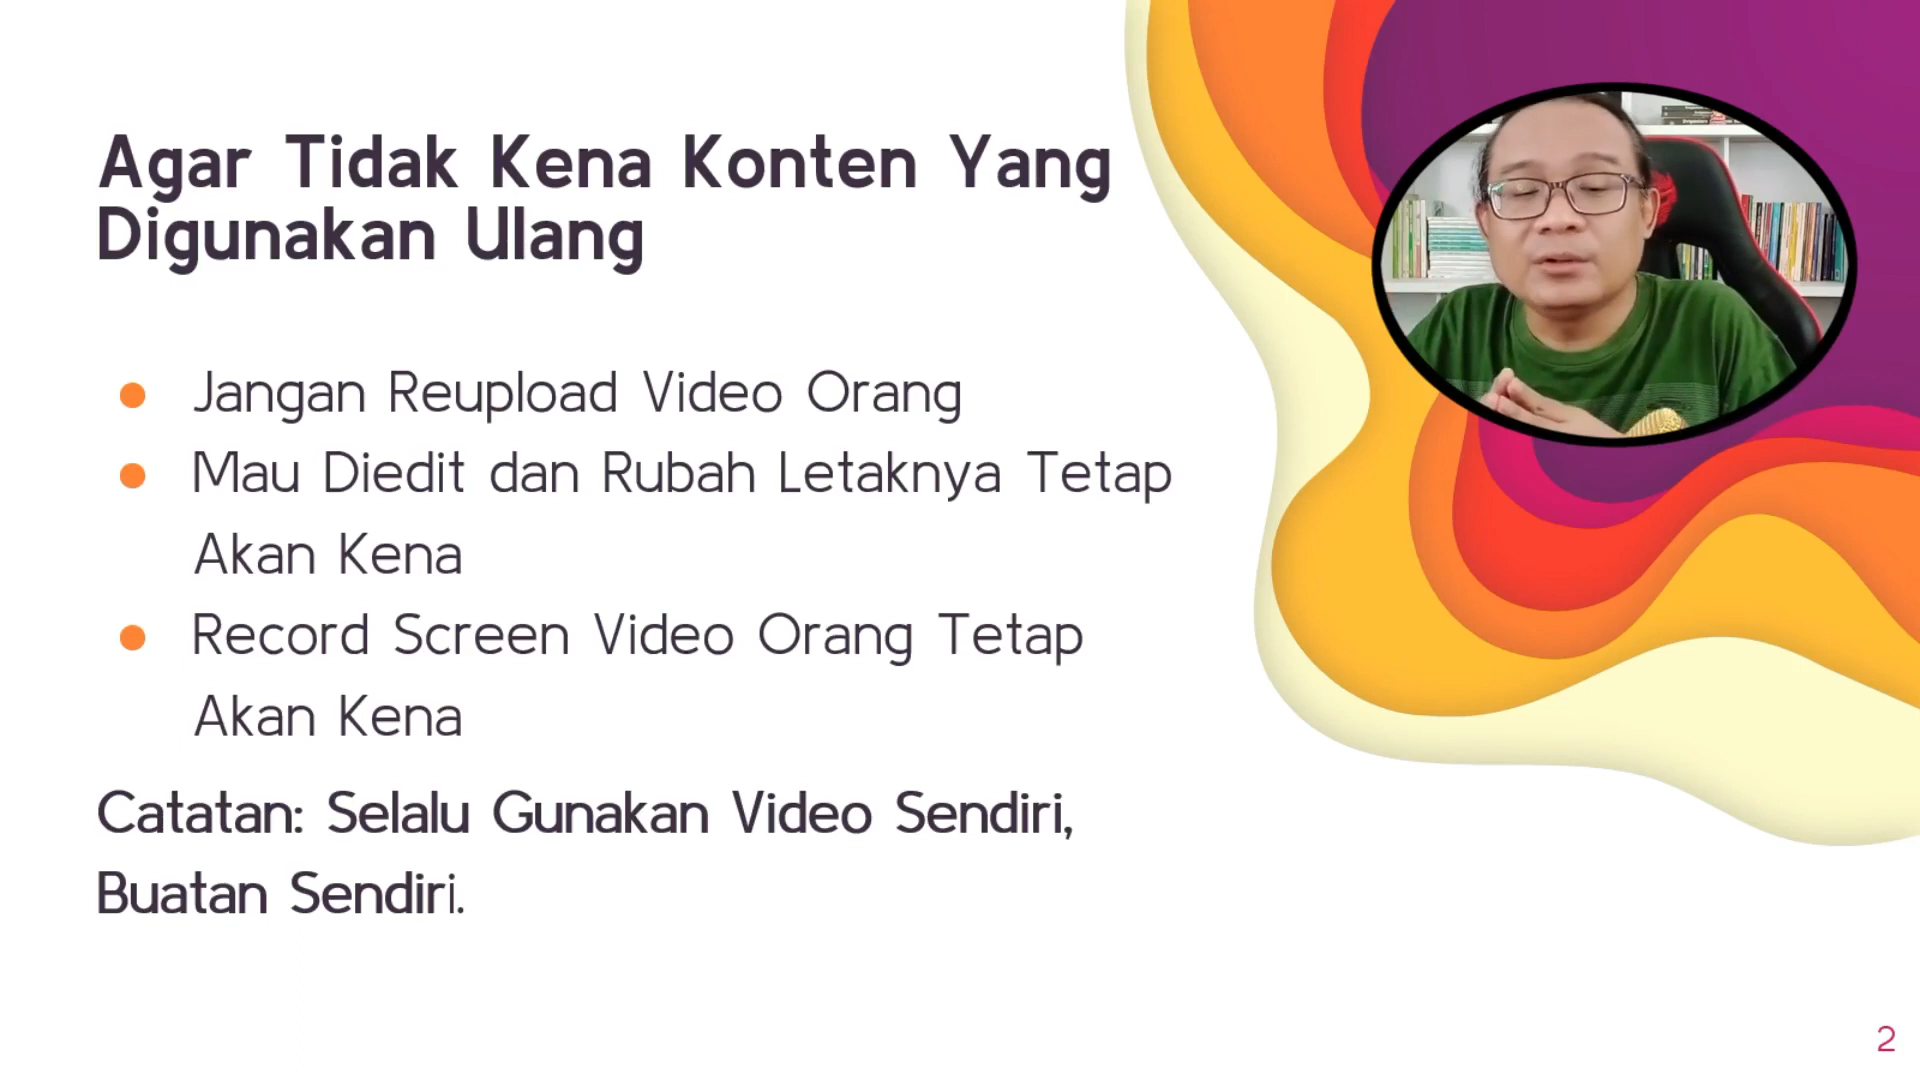 Agar Tidak Kena Konten Yang
Digunakan Ulang
Jangan Reupload Video Orang
Mau Diedit dan Rubah Letaknya Tetap
Akan Kena
Record Screen Video Orang Tetap
Akan Kena
Catatan: Selalu Gunakan Video Sendiri,
Buatan Sendiri.
2